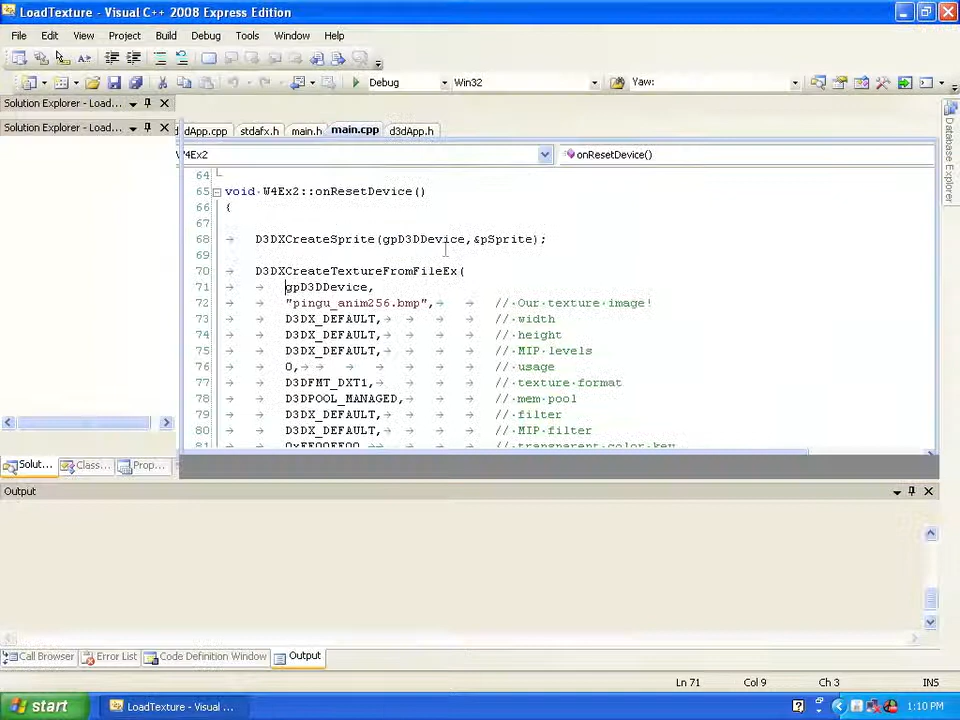 LoadTexture - Visual C++ 2008 Express Edition
File Edit View Project Build Debug Tools Window Help
Debug Win32 Yaw:
Solution Explorer - Load...
Solution Explorer - Load...
dApp.cpp stdafx.h main.h main.cpp d3dApp.h
W4Ex2 onResetDevice()
64
65 void W4Ex2::onResetDevice()
66 {
67
68 D3DXCreateSprite(gpD3DDevice,&pSprite);
69
70 D3DXCreateTextureFromFileEx(
71 gpD3DDevice,
72 "pingu_anim256.bmp", // Our texture image!
73 D3DX_DEFAULT, // width
74 D3DX_DEFAULT, // height
75 D3DX_DEFAULT, // MIP levels
76 0, // usage
77 D3DFMT_DXT1, // texture format
78 D3DPOOL_MANAGED, // mem pool
79 D3DX_DEFAULT, // filter
80 D3DX_DEFAULT, // MIP filter
81 // transparent color key
Solut... Class... Prop...
Output
Call Browser Error List Code Definition Window Output
Ln 71 Col 9 Ch 3 INS
start LoadTexture - Visual ... 1:10 PM
Database Explorer